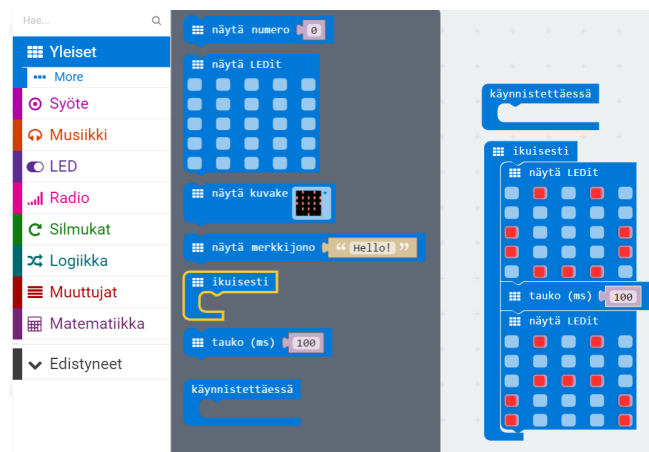 Hae...
Yleiset
More
Syöte
Musiikki
LED
Radio
Silmukat
Logiikka
Muuttujat
Matematiikka
Edistyneet
näytä numero 0
näytä LEDit
näytä kuvake
näytä merkkijono “ Hello! ”
ikuisesti
tauko (ms) 100
käynnistettäessä
käynnistettäessä
ikuisesti
näytä LEDit
tauko (ms) 100
näytä LEDit